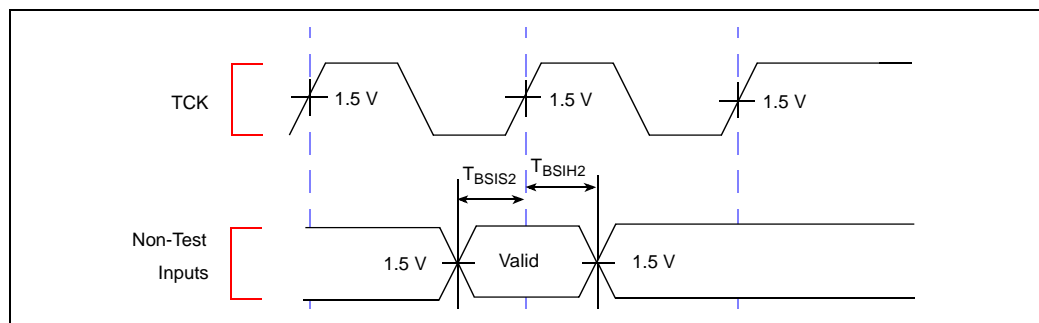 TCK
1.5 V
1.5 V
1.5 V
TBSIS2
TBSIH2
Non-Test
Inputs
1.5 V
Valid
1.5 V